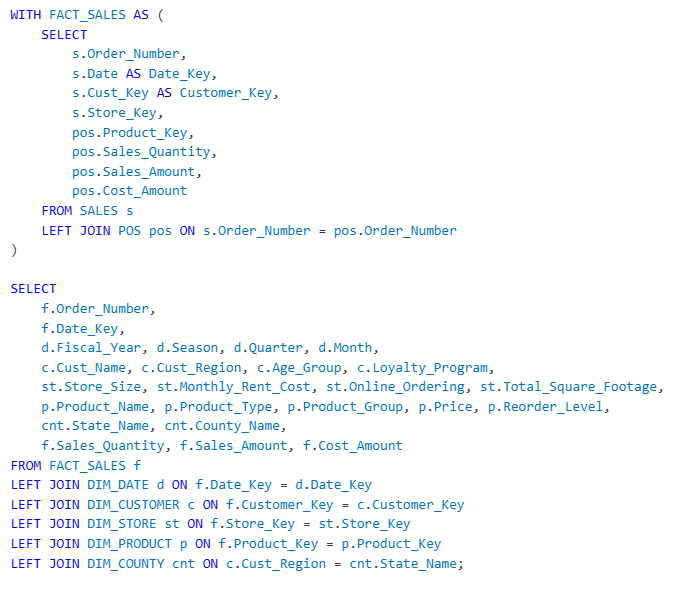 WITH FACT_SALES AS (
    SELECT
        s.Order_Number,
        s.Date AS Date_Key,
        s.Cust_Key AS Customer_Key,
        s.Store_Key,
        pos.Product_Key,
        pos.Sales_Quantity,
        pos.Sales_Amount,
        pos.Cost_Amount
    FROM SALES s
    LEFT JOIN POS pos ON s.Order_Number = pos.Order_Number
)
SELECT
    f.Order_Number,
    f.Date_Key,
    d.Fiscal_Year, d.Season, d.Quarter, d.Month,
    c.Cust_Name, c.Cust_Region, c.Age_Group, c.Loyalty_Program,
    st.Store_Size, st.Monthly_Rent_Cost, st.Online_Ordering, st.Total_Square_Footage,
    p.Product_Name, p.Product_Type, p.Product_Group, p.Price, p.Reorder_Level,
    cnt.State_Name, cnt.County_Name,
    f.Sales_Quantity, f.Sales_Amount, f.Cost_Amount
FROM FACT_SALES f
LEFT JOIN DIM_DATE d ON f.Date_Key = d.Date_Key
LEFT JOIN DIM_CUSTOMER c ON f.Customer_Key = c.Customer_Key
LEFT JOIN DIM_STORE st ON f.Store_Key = st.Store_Key
LEFT JOIN DIM_PRODUCT p ON f.Product_Key = p.Product_Key
LEFT JOIN DIM_COUNTY cnt ON c.Cust_Region = cnt.State_Name;